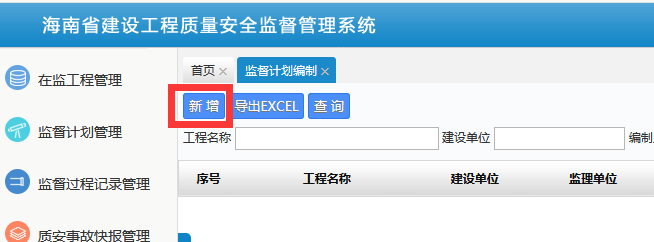 海南省建设工程质量安全监督管理系统
在监工程管理
监督计划管理
监督过程记录管理
质安事故快报管理
首页 监督计划编制
新 增 导出EXCEL 查 询
工程名称 建设单位 编制
序号 工程名称 建设单位 监理单位